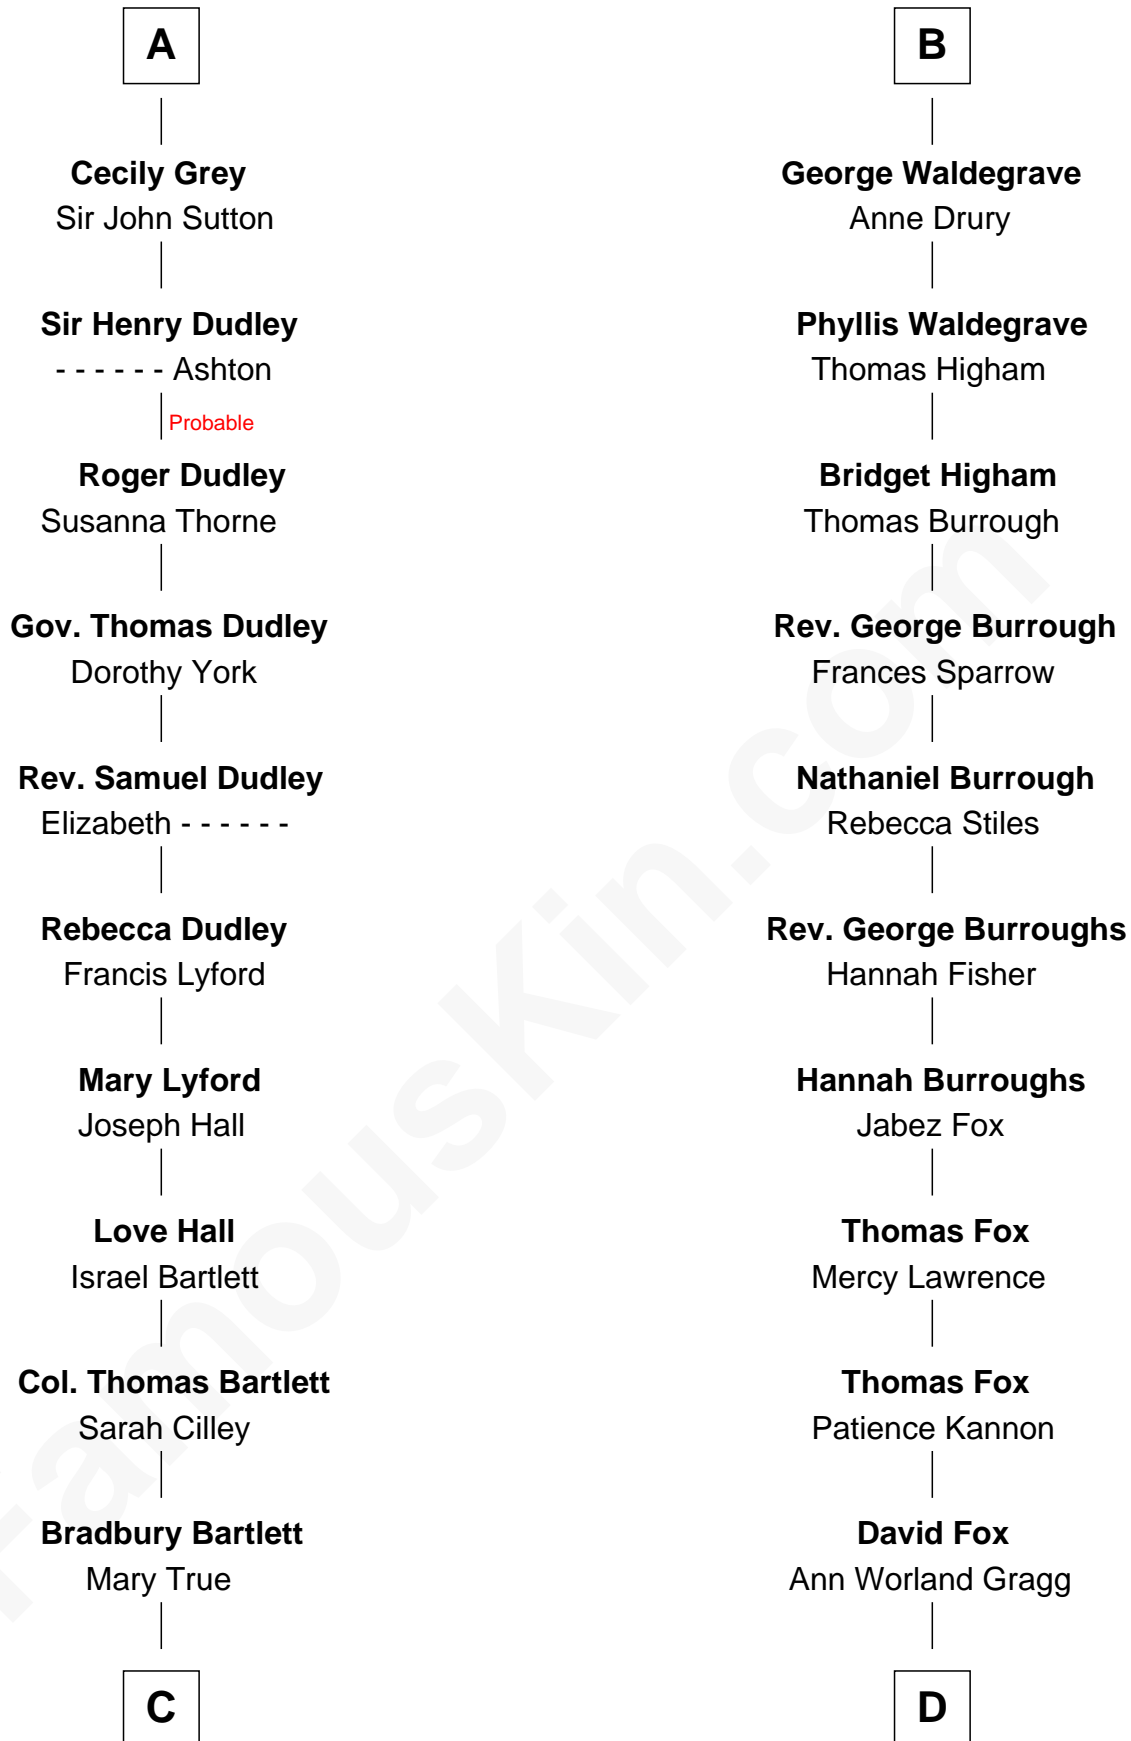 A
Cecily Grey
Sir John Sutton
Sir Henry Dudley
- - - - - - Ashton
Probable
Roger Dudley
Susanna Thorne
Gov. Thomas Dudley
Dorothy York
Rev. Samuel Dudley
Elizabeth - - - - - -
Rebecca Dudley
Francis Lyford
Mary Lyford
Joseph Hall
Love Hall
Israel Bartlett
Col. Thomas Bartlett
Sarah Cilley
Bradbury Bartlett
Mary True
C
B
George Waldegrave
Anne Drury
Phyllis Waldegrave
Thomas Higham
Bridget Higham
Thomas Burrough
Rev. George Burrough
Frances Sparrow
Nathaniel Burrough
Rebecca Stiles
Rev. George Burroughs
Hannah Fisher
Hannah Burroughs
Jabez Fox
Thomas Fox
Mercy Lawrence
Thomas Fox
Patience Kannon
David Fox
Ann Worland Gragg
D
FamousKin.com